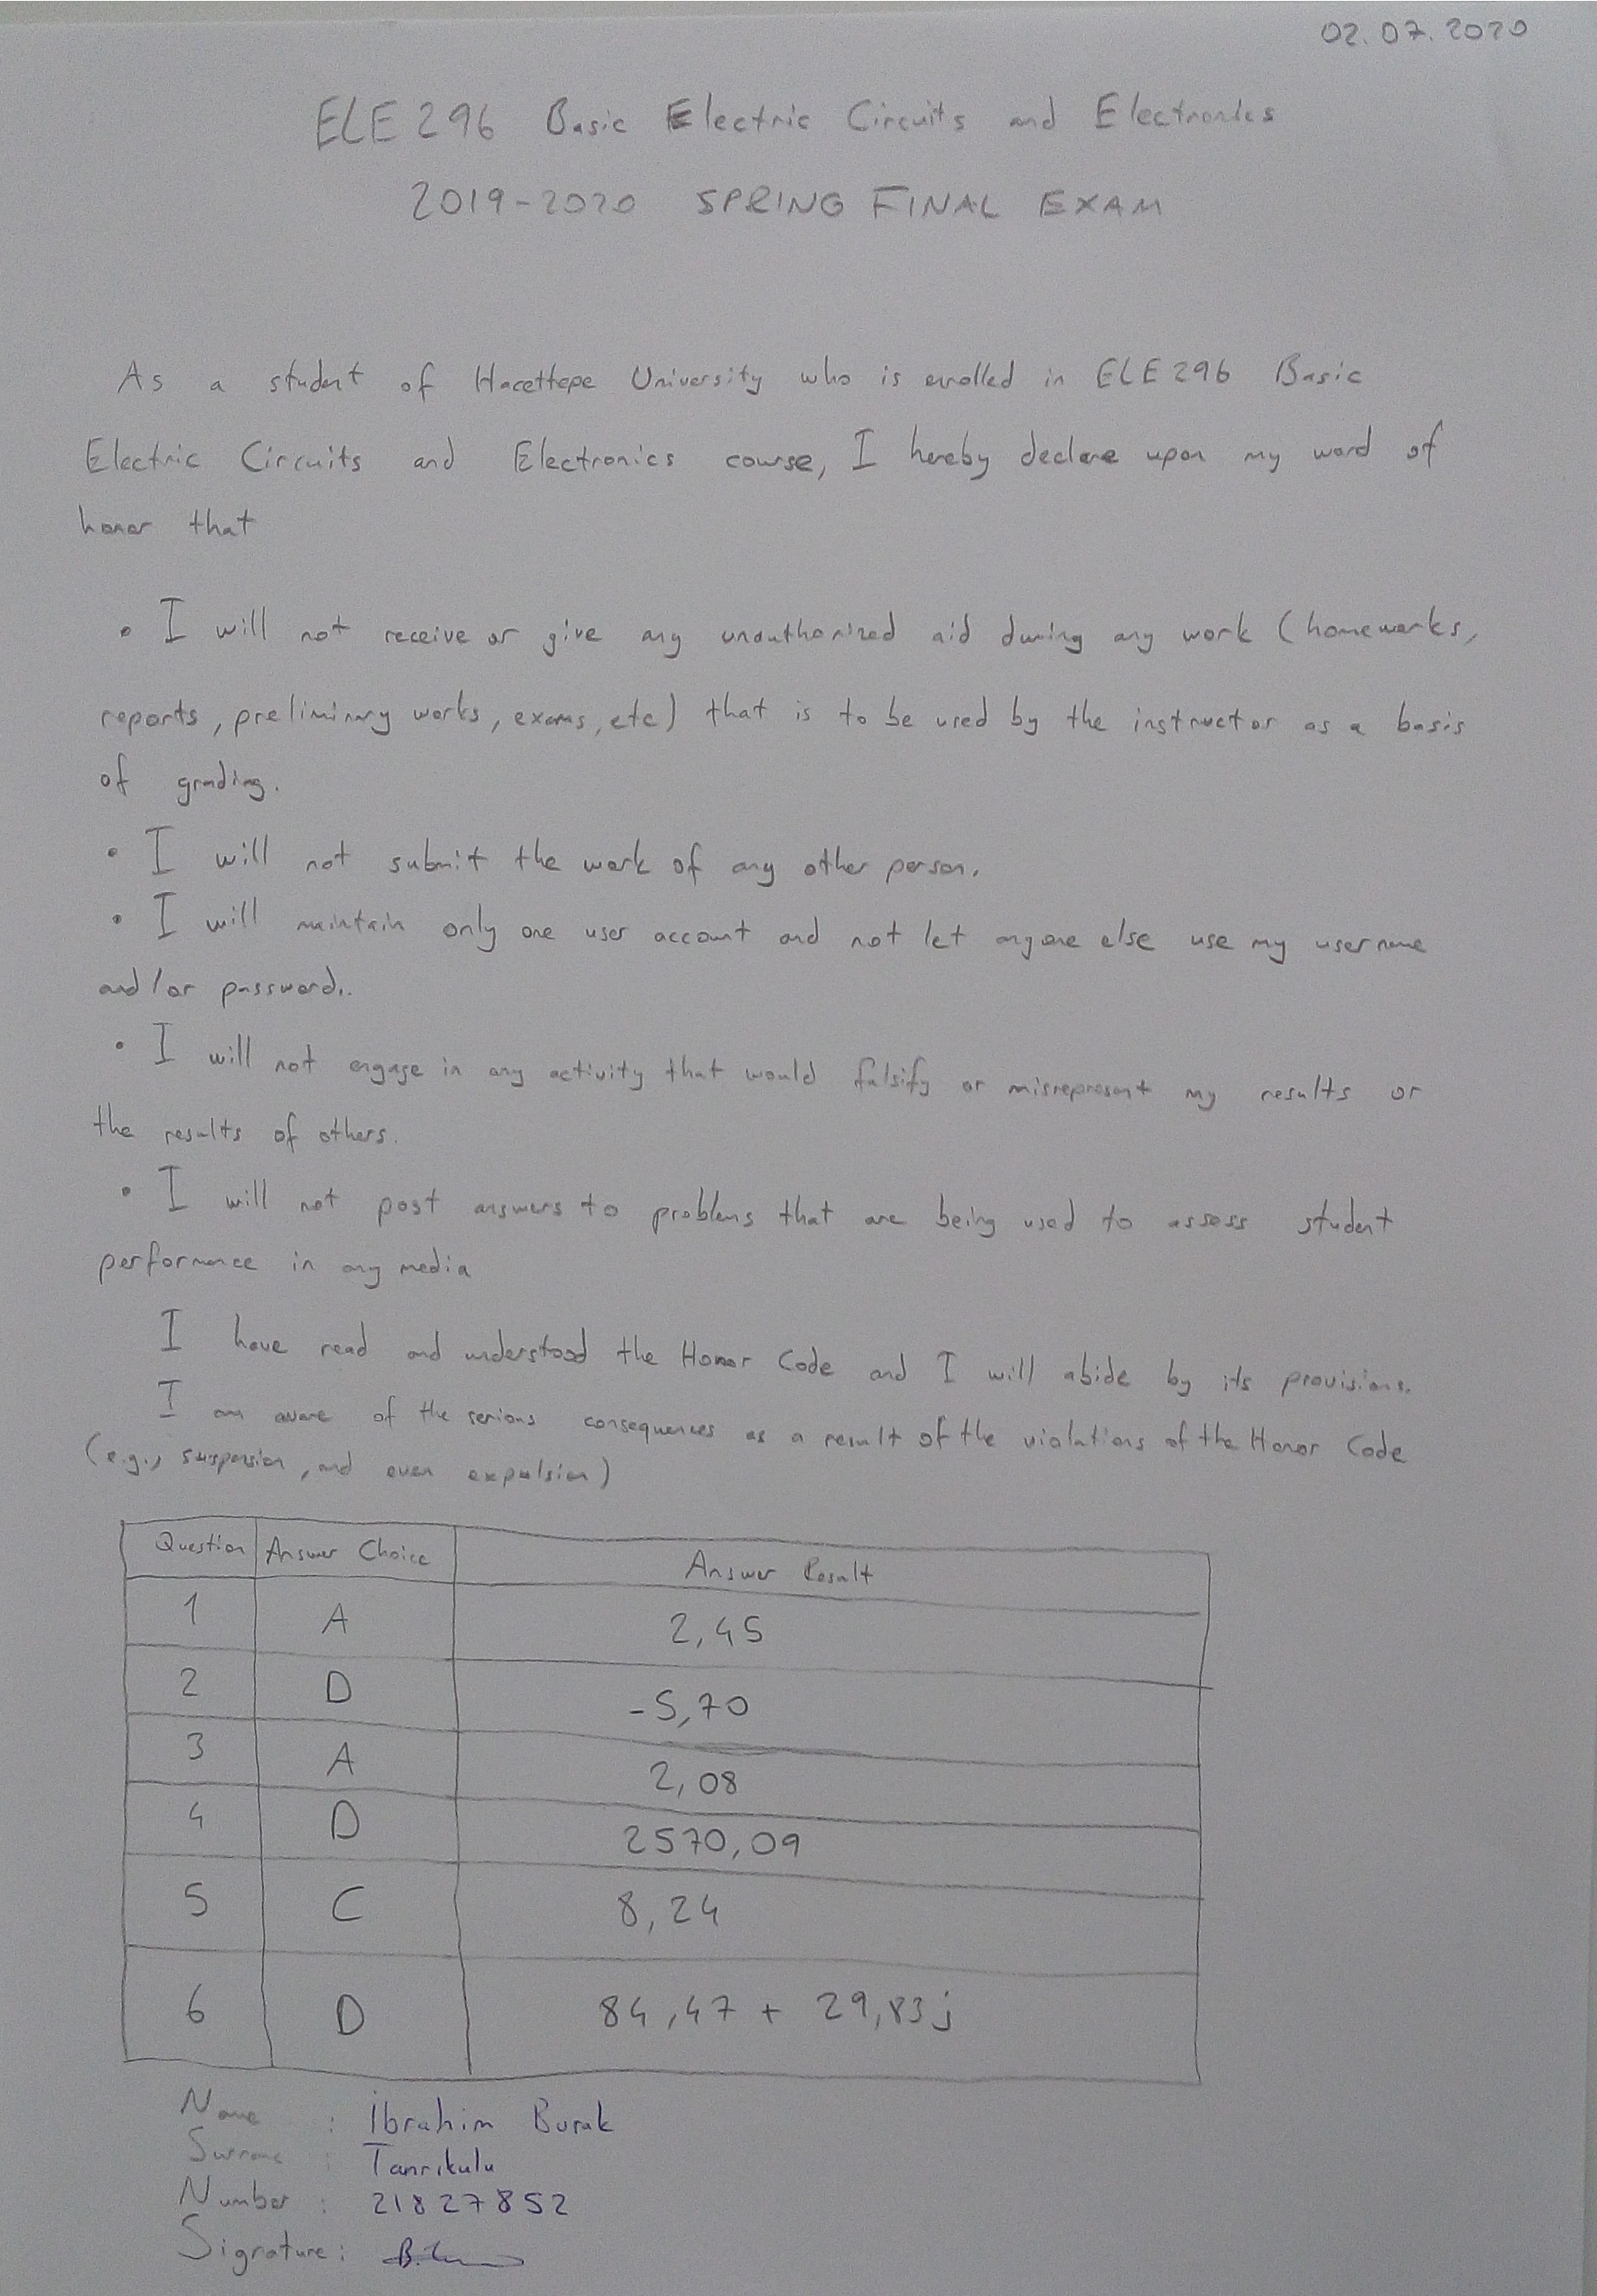 02.07.2020
ELE296 Basic Electric Circuits and Electronics
2019-2020 SPRING FINAL EXAM
As a student of Hacettepe University who is enrolled in ELE296 Basic
Electric Circuits and Electronics course, I hereby declare upon my word of
honor that
• I will not receive or give any unauthorized aid during any work (homeworks,
reports, preliminary works, exams, etc) that is to be used by the instructor as a basis
of grading.
• I will not submit the work of any other person.
• I will maintain only one user account and not let anyone else use my username
and/or password..
• I will not engage in any activity that would falsify or misrepresent my results or
the results of others.
• I will not post answers to problems that are being used to assess student
performance in any media
I have read and understood the Honor Code and I will abide by its provisions.
I am aware of the serious consequences as a result of the violations of the Honor Code
(e.g., suspension, and even expulsion)
Question Answer Choice Answer Result
1 A 2,45
2 D -5,70
3 A 2,08
4 D 2570,09
5 C 8,24
6 D 84,47 + 29,83j
Name : İbrahim Burak
Surname : Tanrikulu
Number : 21827852
Signature: